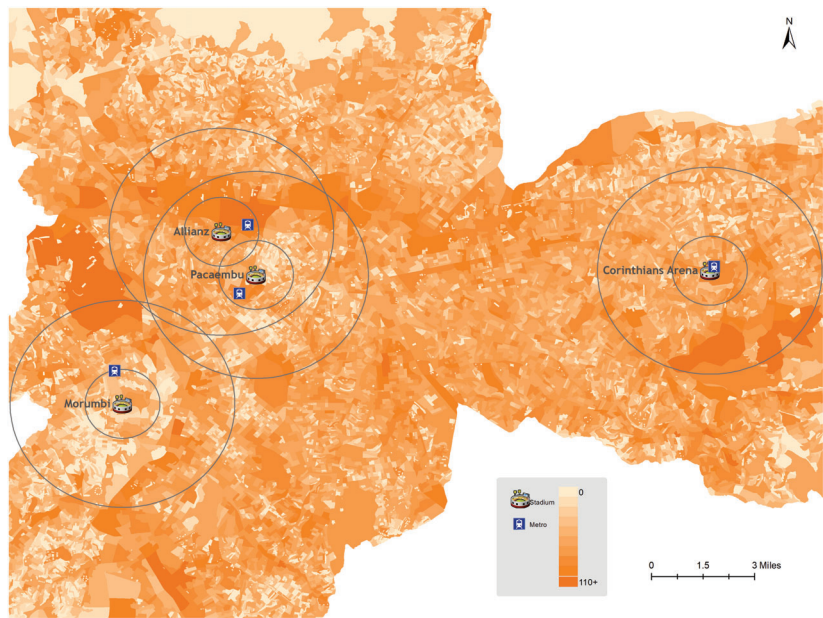 N
Allianz
Pacaembu
Corinthians Arena
Morumbi
0
Stadium
Metro
110+
0 1.5 3 Miles